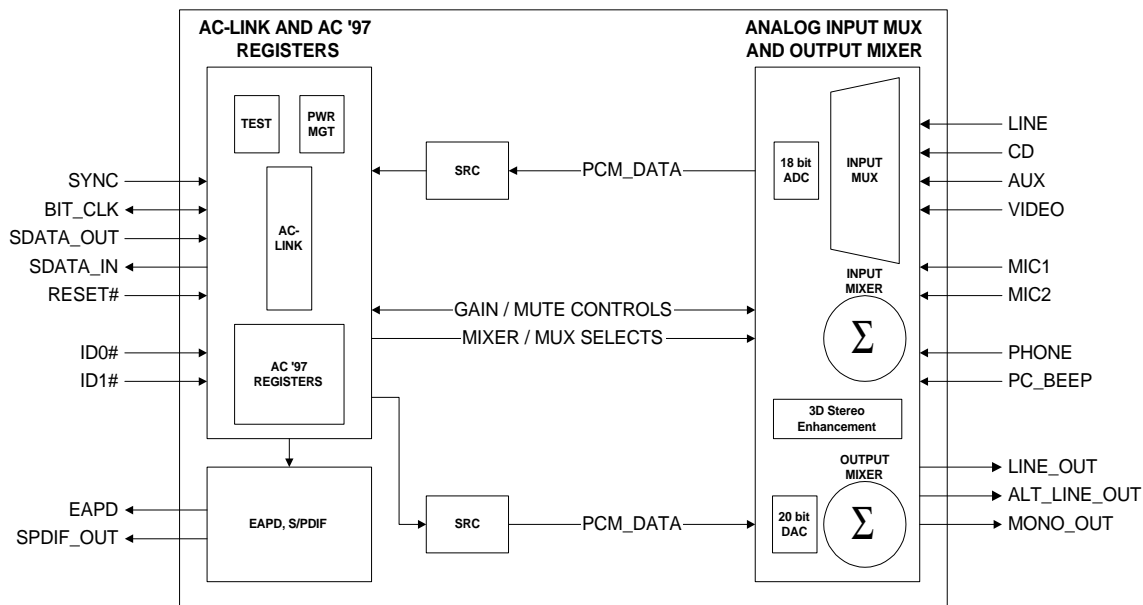 AC-LINK AND AC '97
REGISTERS
ANALOG INPUT MUX
AND OUTPUT MIXER
TEST
PWR
MGT
AC-
LINK
AC '97
REGISTERS
SYNC
BIT_CLK
SDATA_OUT
SDATA_IN
RESET#
ID0#
ID1#
EAPD
SPDIF_OUT
EAPD, S/PDIF
SRC
PCM_DATA
GAIN / MUTE CONTROLS
MIXER / MUX SELECTS
SRC
PCM_DATA
18 bit
ADC
INPUT
MUX
INPUT
MIXER
Σ
3D Stereo
Enhancement
OUTPUT
MIXER
20 bit
DAC
Σ
LINE
CD
AUX
VIDEO
MIC1
MIC2
PHONE
PC_BEEP
LINE_OUT
ALT_LINE_OUT
MONO_OUT